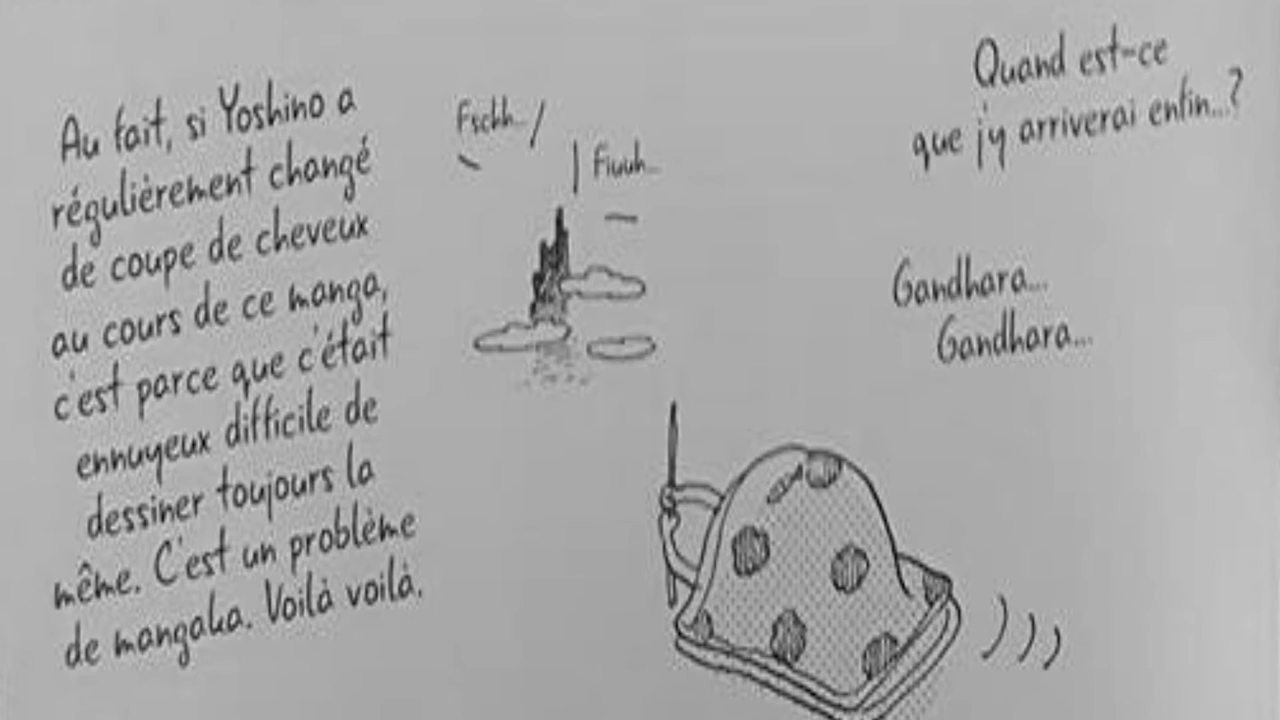 Au fait, si Yoshino a
régulièrement changé
de coupe de cheveux
au cours de ce manga,
c'est parce que c'était
ennuyeux difficile de
dessiner toujours la
même. C'est un problème
de mangaka. Voilà voilà.
Fschh...
Fiuuh...
Quand est-ce
que j'y arriverai enfin...?
Gandhara...
Gandhara...